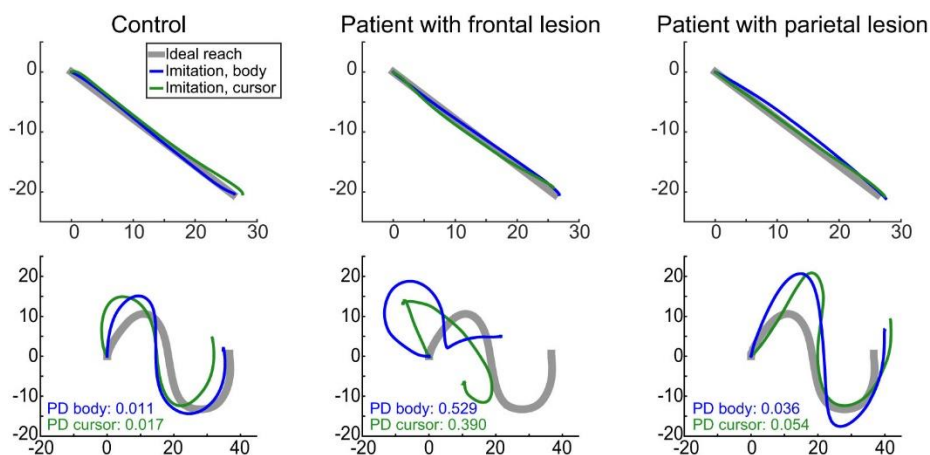 Control
Patient with frontal lesion
Patient with parietal lesion
Ideal reach
Imitation, body
Imitation, cursor
0
-10
-20
0 10 20 30
0
-10
-20
0 10 20 30
0
-10
-20
0 10 20 30
20
10
0
-10
-20
-20 0 20 40
PD body: 0.011
PD cursor: 0.017
20
10
0
-10
-20
-20 0 20 40
PD body: 0.529
PD cursor: 0.390
20
10
0
-10
-20
-20 0 20 40
PD body: 0.036
PD cursor: 0.054